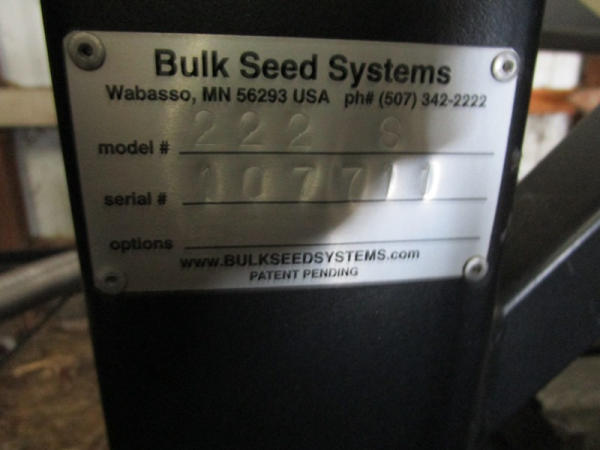 Bulk Seed Systems
Wabasso, MN 56293 USA ph# (507) 342-2222
model # 222 S
serial # 107711
options
www.BULKSEEDSYSTEMS.com
PATENT PENDING